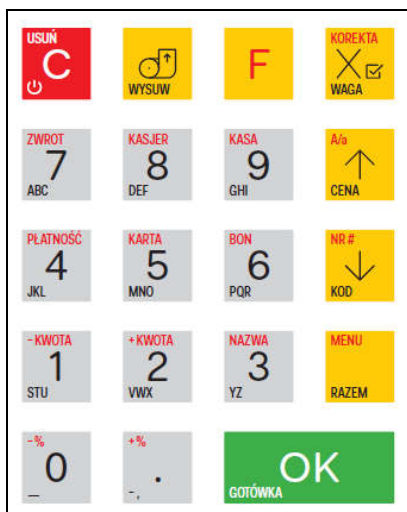 USUŃ
C
WYSUW
F
KOREKTA
X
WAGA
ZWROT
7
ABC
KASJER
8
DEF
KASA
9
GHI
A/a
↑
CENA
PŁATNOŚĆ
4
JKL
KARTA
5
MNO
BON
6
PQR
NR #
↓
KOD
-KWOTA
1
STU
+KWOTA
2
VWX
NAZWA
3
YZ
MENU
RAZEM
-%
0
_
+%
.
-,
OK
GOTÓWKA